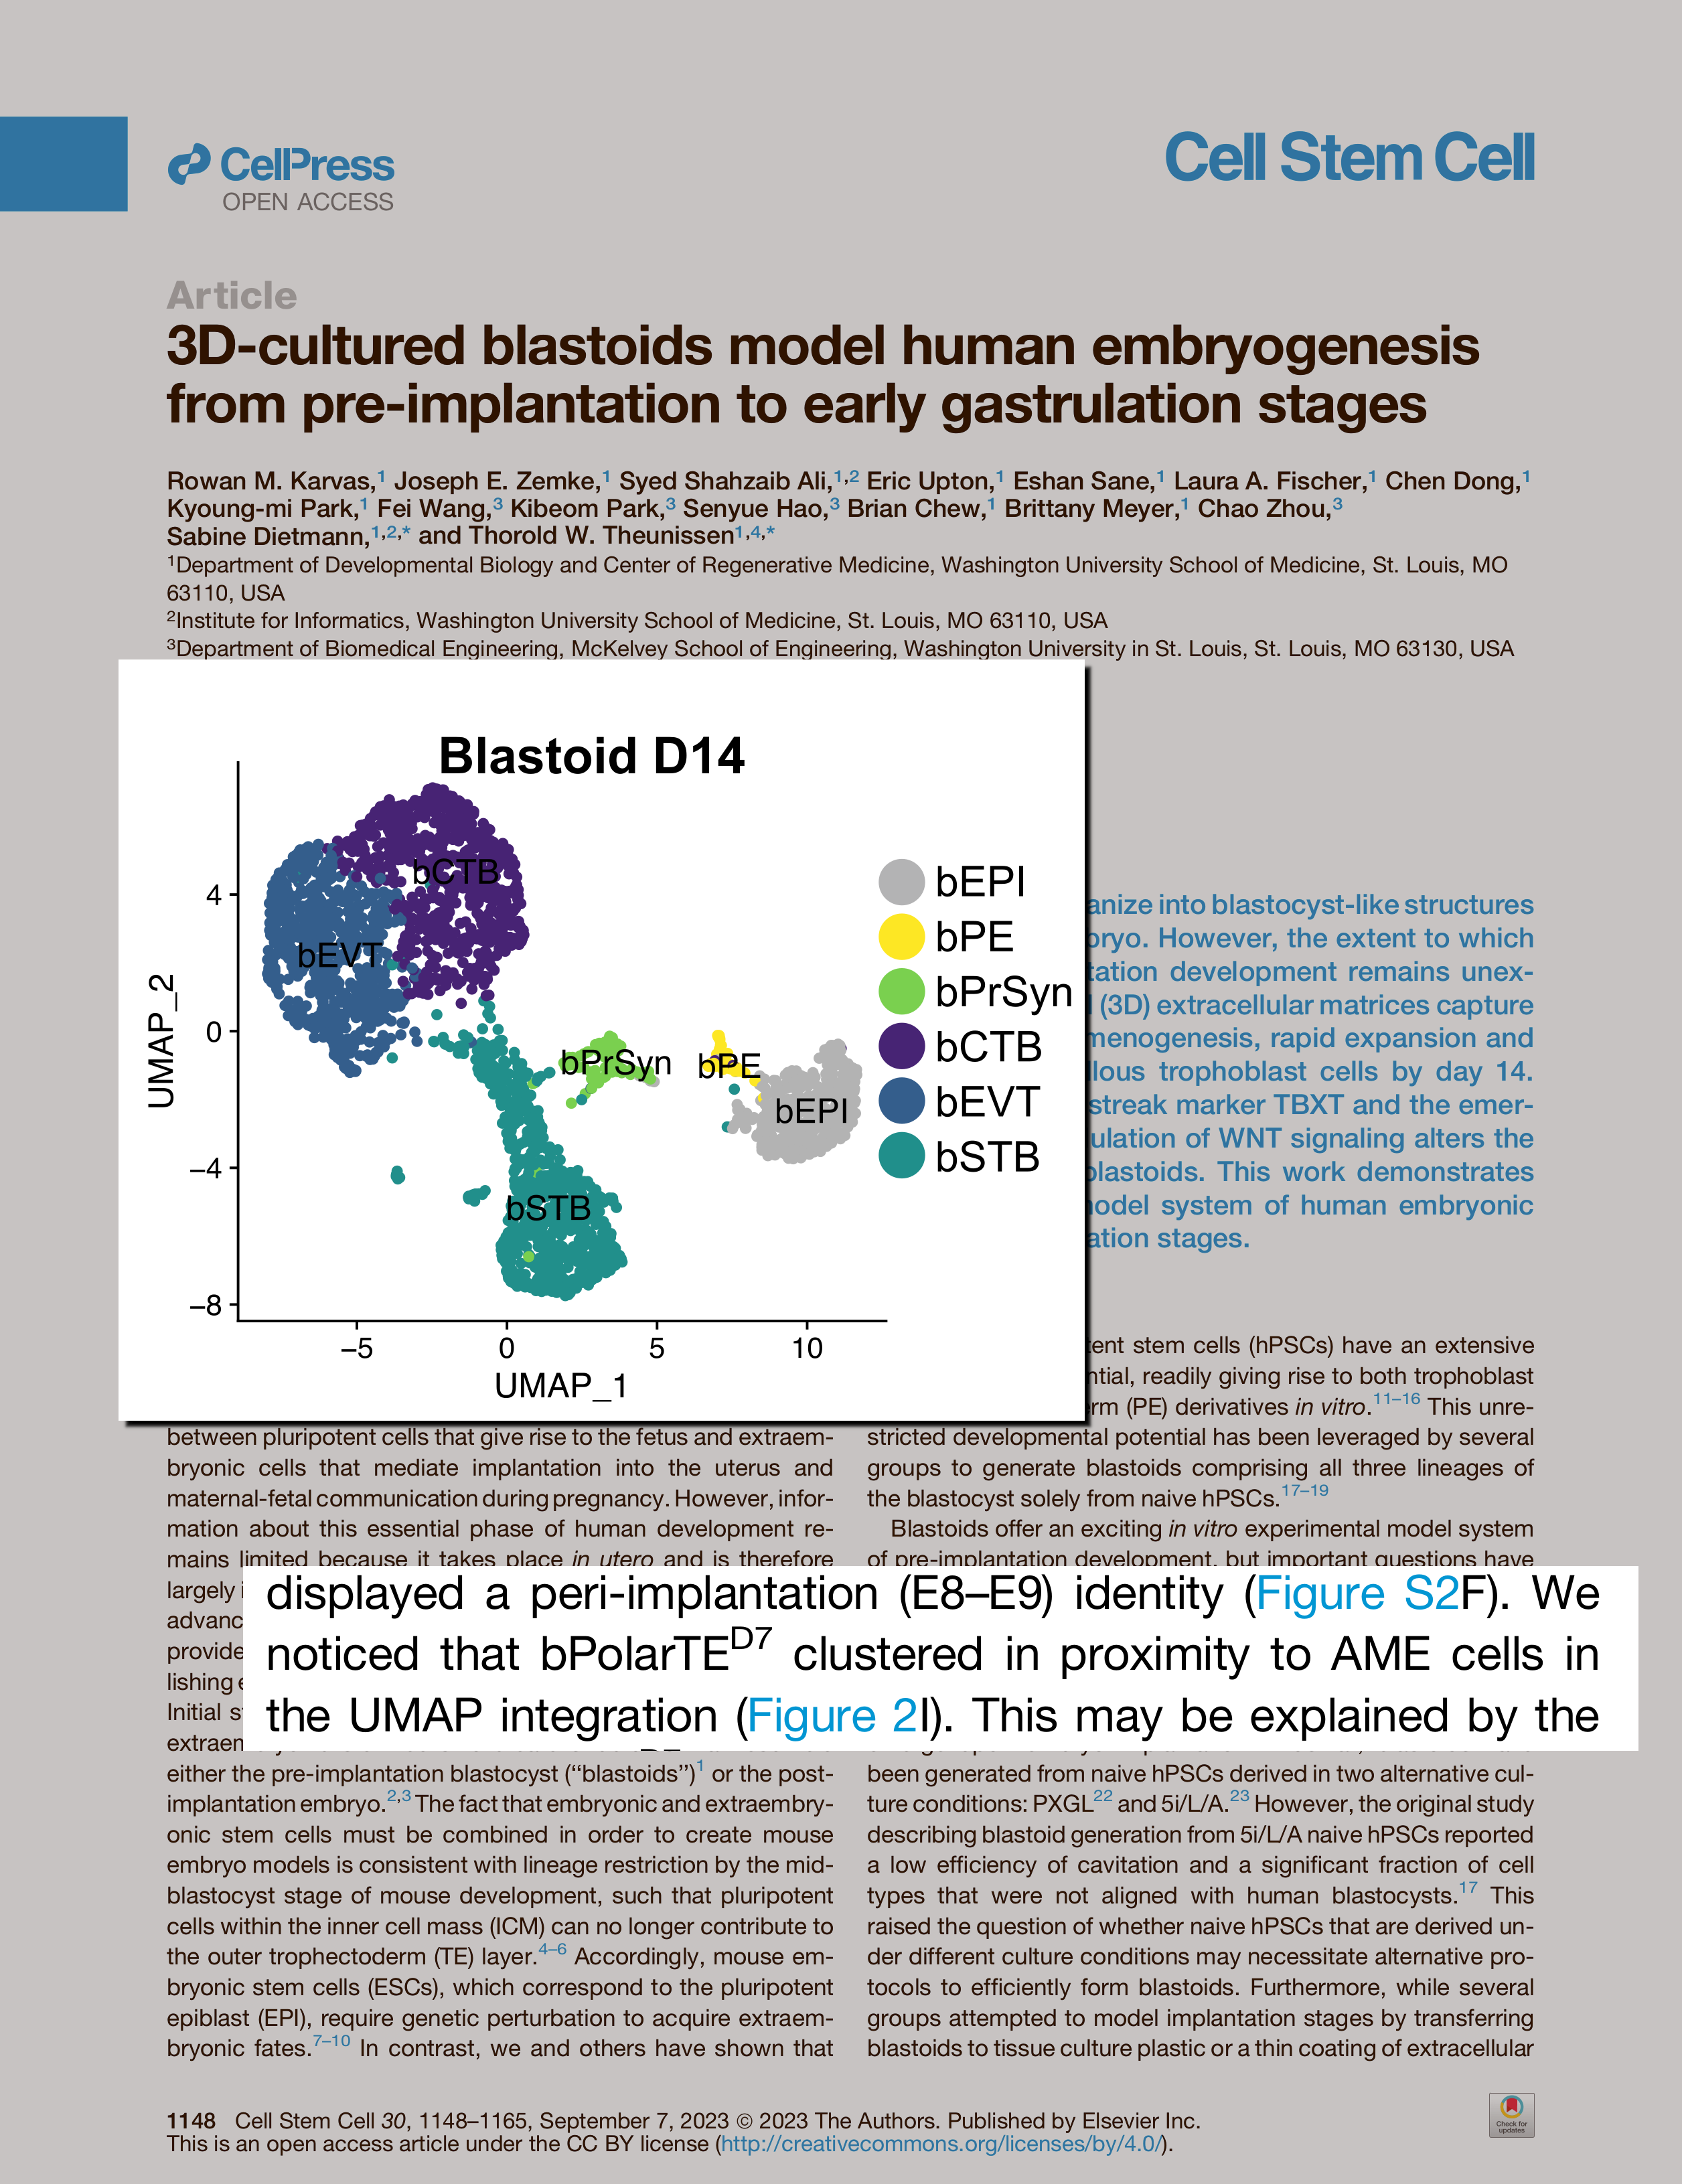 CellPress
OPEN ACCESS
Cell Stem Cell
Article
3D-cultured blastoids model human embryogenesis
from pre-implantation to early gastrulation stages
Rowan M. Karvas,1 Joseph E. Zemke,1 Syed Shahzaib Ali,1,2 Eric Upton,1 Eshan Sane,1 Laura A. Fischer,1 Chen Dong,1
Kyoung-mi Park,1 Fei Wang,3 Kibeom Park,3 Senyue Hao,3 Brian Chew,1 Brittany Meyer,1 Chao Zhou,3
Sabine Dietmann,1,2,* and Thorold W. Theunissen1,4,*
1Department of Developmental Biology and Center of Regenerative Medicine, Washington University School of Medicine, St. Louis, MO
63110, USA
2Institute for Informatics, Washington University School of Medicine, St. Louis, MO 63110, USA
3Department of Biomedical Engineering, McKelvey School of Engineering, Washington University in St. Louis, St. Louis, MO 63130, USA
Blastoid D14
bCTB
bEVT
bPrSyn
bPE
bEPI
bSTB
4
0
−4
−8
UMAP_2
−5
0
5
10
UMAP_1
bEPI
bPE
bPrSyn
bCTB
bEVT
bSTB
anize into blastocyst-like structures
bryo. However, the extent to which
tation development remains unex-
(3D) extracellular matrices capture
menogenesis, rapid expansion and
llous trophoblast cells by day 14.
streak marker TBXT and the emer-
ulation of WNT signaling alters the
blastoids. This work demonstrates
nodel system of human embryonic
ation stages.
between pluripotent cells that give rise to the fetus and extraem-
bryonic cells that mediate implantation into the uterus and
maternal-fetal communication during pregnancy. However, infor-
mation about this essential phase of human development re-
mains limited because it takes place in utero and is therefore
largely
advanc
provide
lishing
Initial
extraem
either the pre-implantation blastocyst (“blastoids”)1 or the post-
implantation embryo.2,3 The fact that embryonic and extraembry-
onic stem cells must be combined in order to create mouse
embryo models is consistent with lineage restriction by the mid-
blastocyst stage of mouse development, such that pluripotent
cells within the inner cell mass (ICM) can no longer contribute to
the outer trophectoderm (TE) layer.4–6 Accordingly, mouse em-
bryonic stem cells (ESCs), which correspond to the pluripotent
epiblast (EPI), require genetic perturbation to acquire extraem-
bryonic fates.7–10 In contrast, we and others have shown that
tent stem cells (hPSCs) have an extensive
ntial, readily giving rise to both trophoblast
rm (PE) derivatives in vitro.11–16 This unre-
stricted developmental potential has been leveraged by several
groups to generate blastoids comprising all three lineages of
the blastocyst solely from naive hPSCs.17–19
Blastoids offer an exciting in vitro experimental model system
of pre-implantation development, but important questions have
displayed a peri-implantation (E8–E9) identity (Figure S2F). We
noticed that bPolarTED7 clustered in proximity to AME cells in
the UMAP integration (Figure 2I). This may be explained by the
been generated from naive hPSCs derived in two alternative cul-
ture conditions: PXGL22 and 5i/L/A.23 However, the original study
describing blastoid generation from 5i/L/A naive hPSCs reported
a low efficiency of cavitation and a significant fraction of cell
types that were not aligned with human blastocysts.17 This
raised the question of whether naive hPSCs that are derived un-
der different culture conditions may necessitate alternative pro-
tocols to efficiently form blastoids. Furthermore, while several
groups attempted to model implantation stages by transferring
blastoids to tissue culture plastic or a thin coating of extracellular
1148 Cell Stem Cell 30, 1148–1165, September 7, 2023 © 2023 The Authors. Published by Elsevier Inc.
This is an open access article under the CC BY license (http://creativecommons.org/licenses/by/4.0/).
Check for
updates